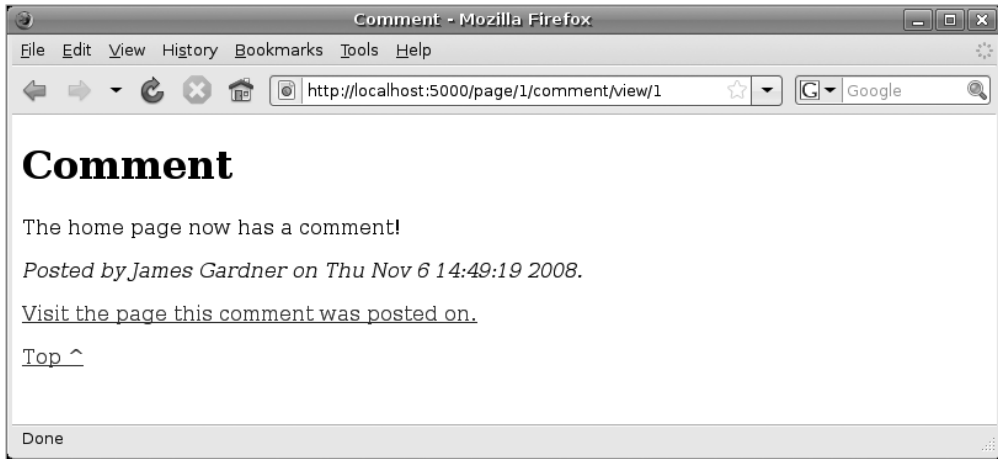 Comment - Mozilla Firefox
File Edit View History Bookmarks Tools Help
http://localhost:5000/page/1/comment/view/1 G Google
Comment
The home page now has a comment!
Posted by James Gardner on Thu Nov 6 14:49:19 2008.
Visit the page this comment was posted on.
Top ^
Done